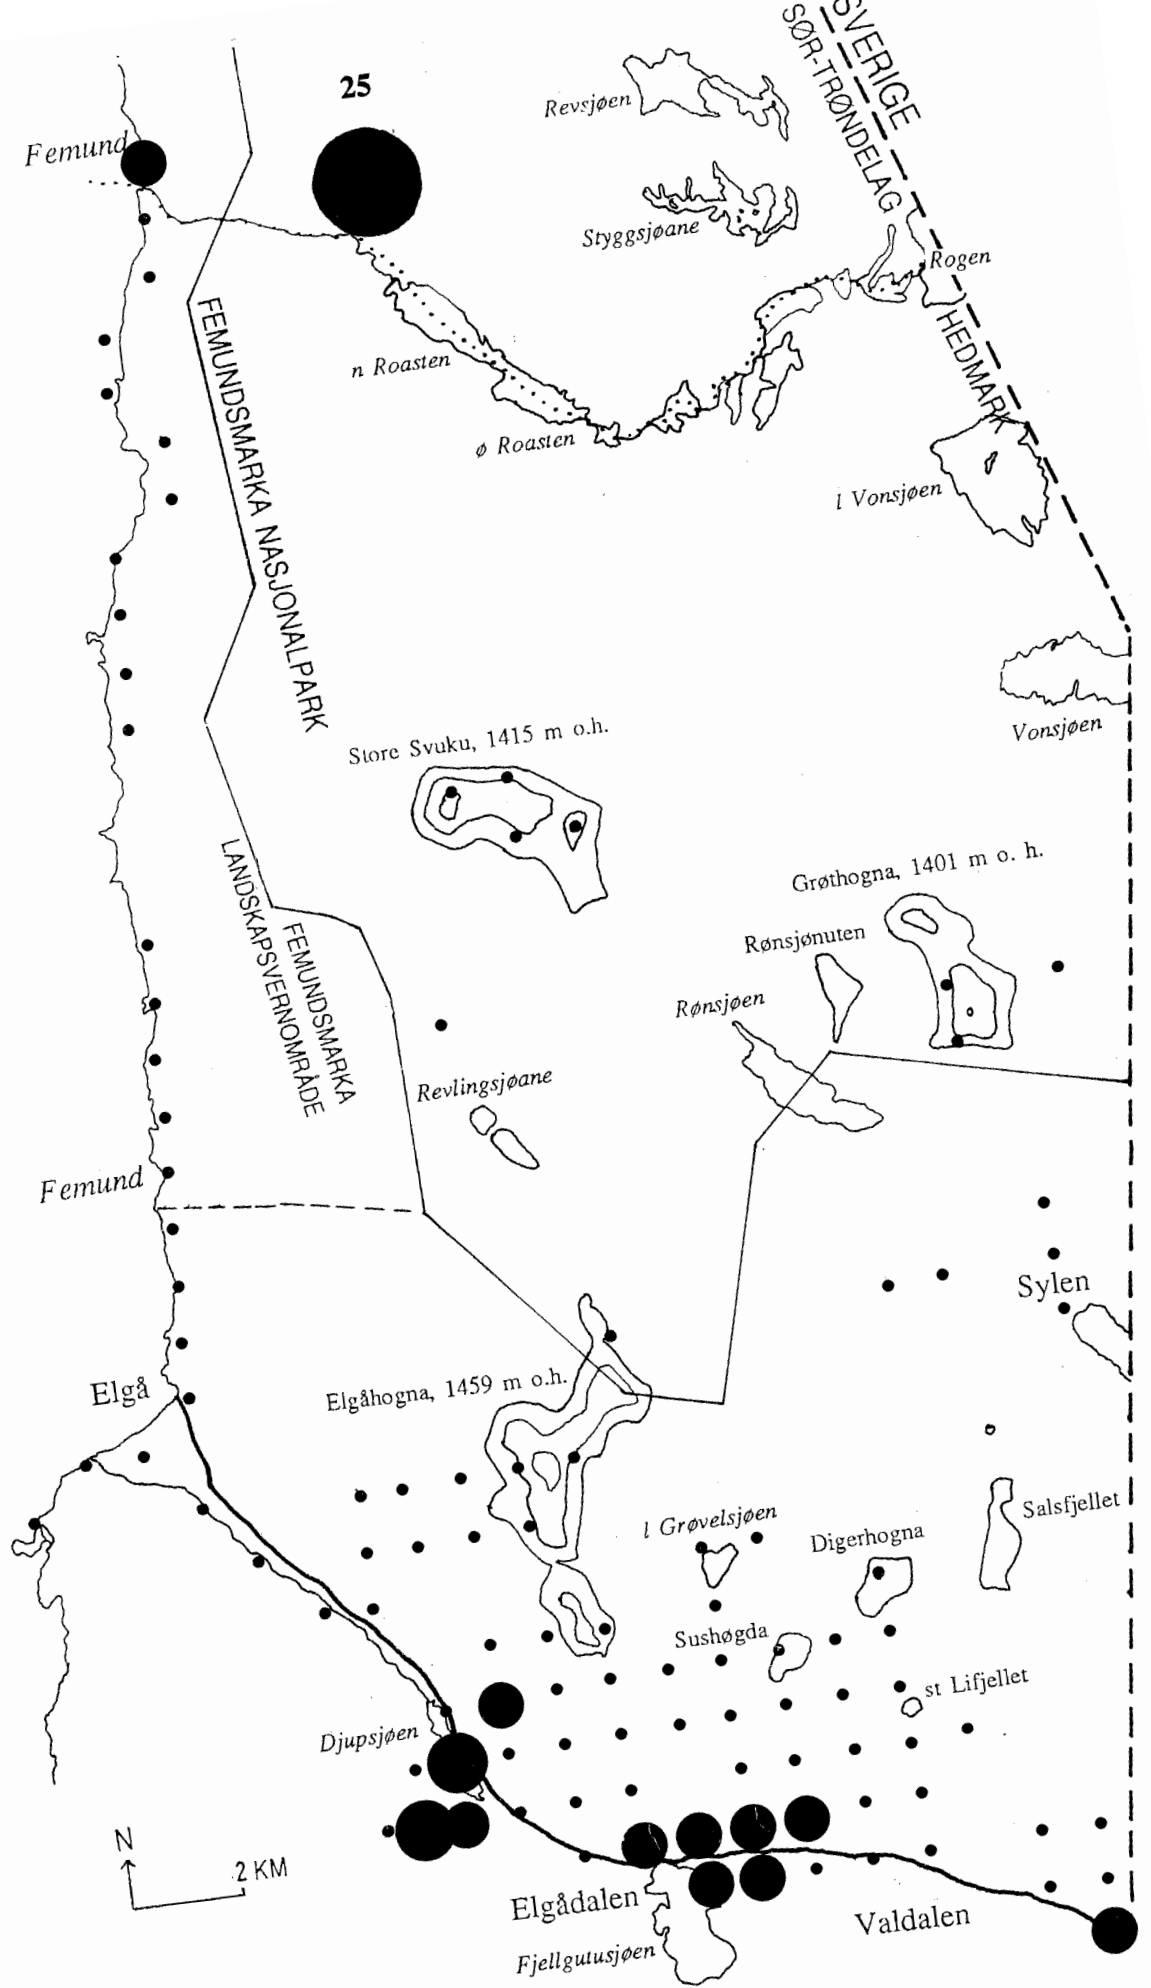 SVERIGE
SØR-TRØNDELAG
25
Revsjøen
Femund
Styggsjøane
Rogen
HEDMARK
FEMUNDSMARKA NASJONALPARK
n Roasten
ø Roasten
l Vonsjøen
Vonsjøen
Store Svuku, 1415 m o.h.
Grøthogna, 1401 m o. h.
LANDSKAPSVERNOMRÅDE
FEMUNDSMARKA
Rønsjønuten
Rønsjøen
Revlingsjøane
Femund
Sylen
Elgå
Elgåhogna, 1459 m o.h.
Salsfjellet
l Grøvelsjøen
Digerhogna
Sushøgda
st Lifjellet
Djupsjøen
N
2 KM
Elgådalen
Valdalen
Fjellgutusjøen